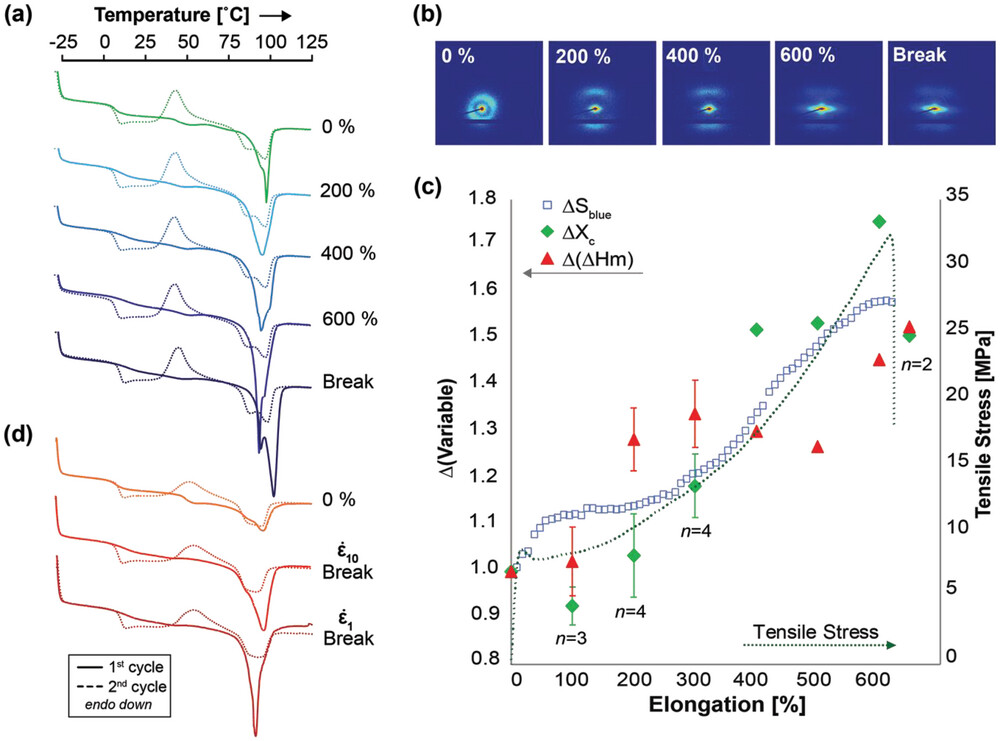 (a)
Temperature [˚C]
-25 0 25 50 75 100 125
0 %
200 %
400 %
600 %
Break
(d)
0 %
ε̇10
Break
ε̇1
Break
1st cycle
2nd cycle
endo down
(b)
0 %
200 %
400 %
600 %
Break
(c)
ΔSblue
ΔXc
Δ(ΔHm)
1.8
1.7
1.6
1.5
1.4
1.3
1.2
1.1
1.0
0.9
0.8
Δ(Variable)
35
30
25
20
15
10
5
0
Tensile Stress [MPa]
n=2
n=4
n=4
n=3
Tensile Stress
0 100 200 300 400 500 600
Elongation [%]